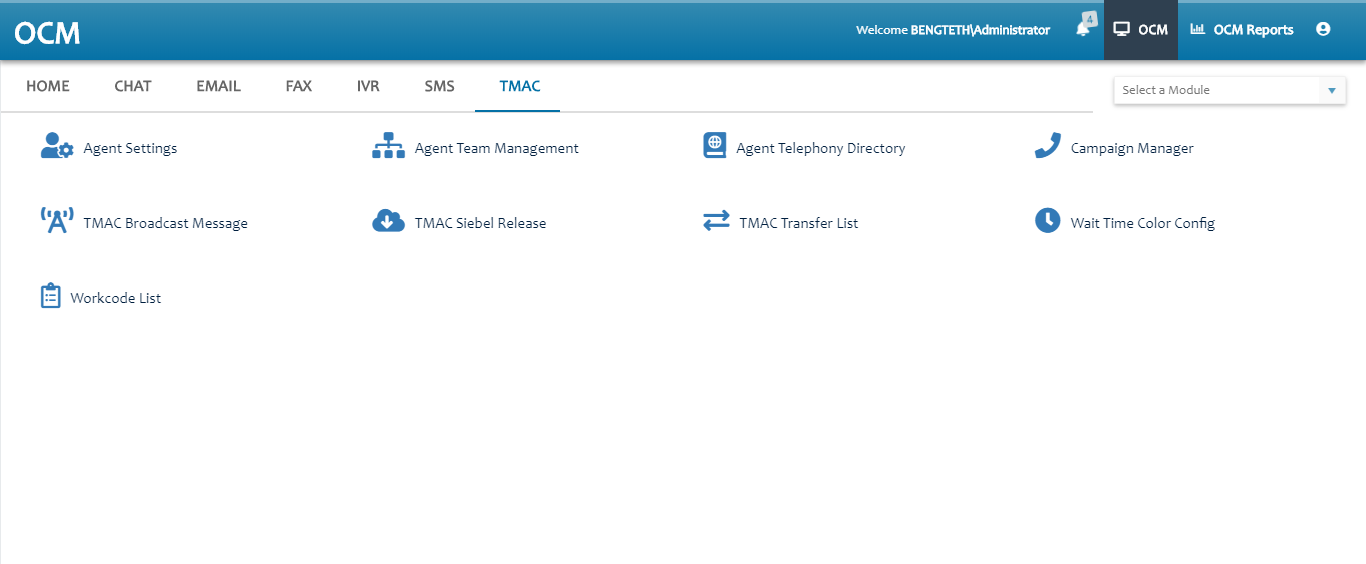 OCM
Welcome BENGTETH\Administrator
4
OCM
OCM Reports
HOME CHAT EMAIL FAX IVR SMS TMAC
Select a Module
Agent Settings
Agent Team Management
Agent Telephony Directory
Campaign Manager
TMAC Broadcast Message
TMAC Siebel Release
TMAC Transfer List
Wait Time Color Config
Workcode List